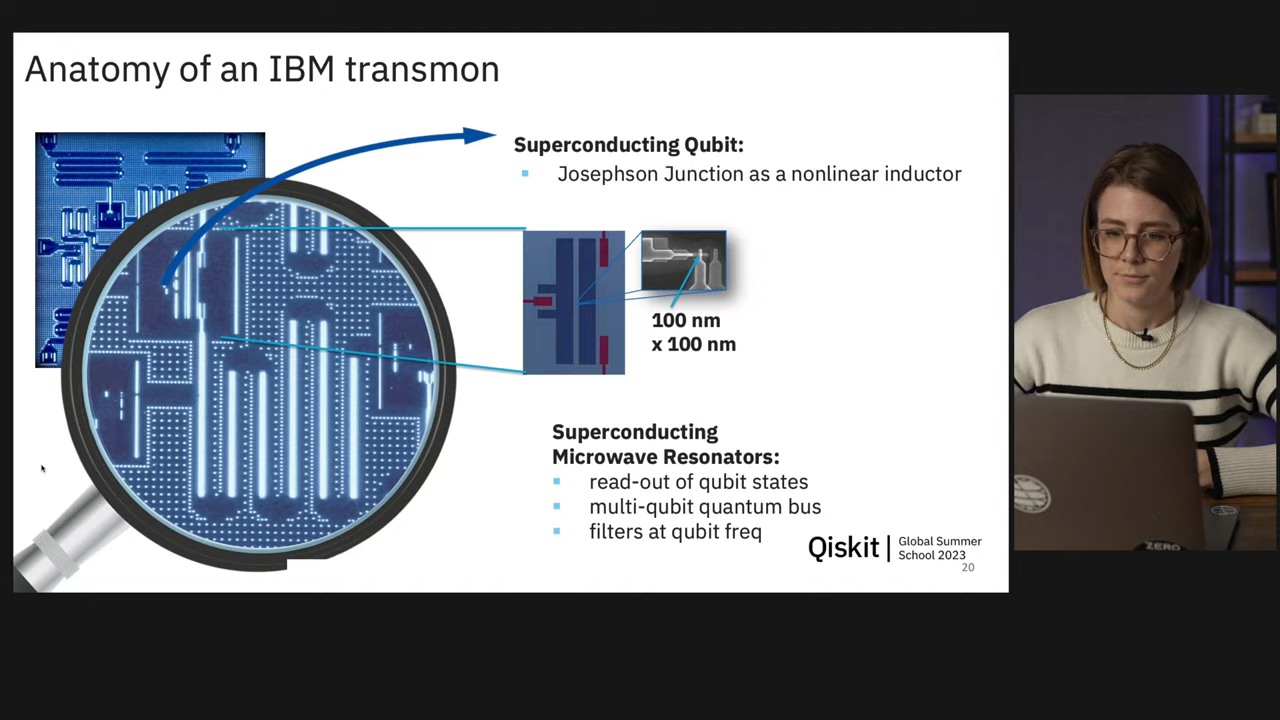 Anatomy of an IBM transmon
Superconducting Qubit:
Josephson Junction as a nonlinear inductor
100 nm
x 100 nm
Superconducting
Microwave Resonators:
read-out of qubit states
multi-qubit quantum bus
filters at qubit freq
Qiskit | Global Summer
School 2023
20
ZERO